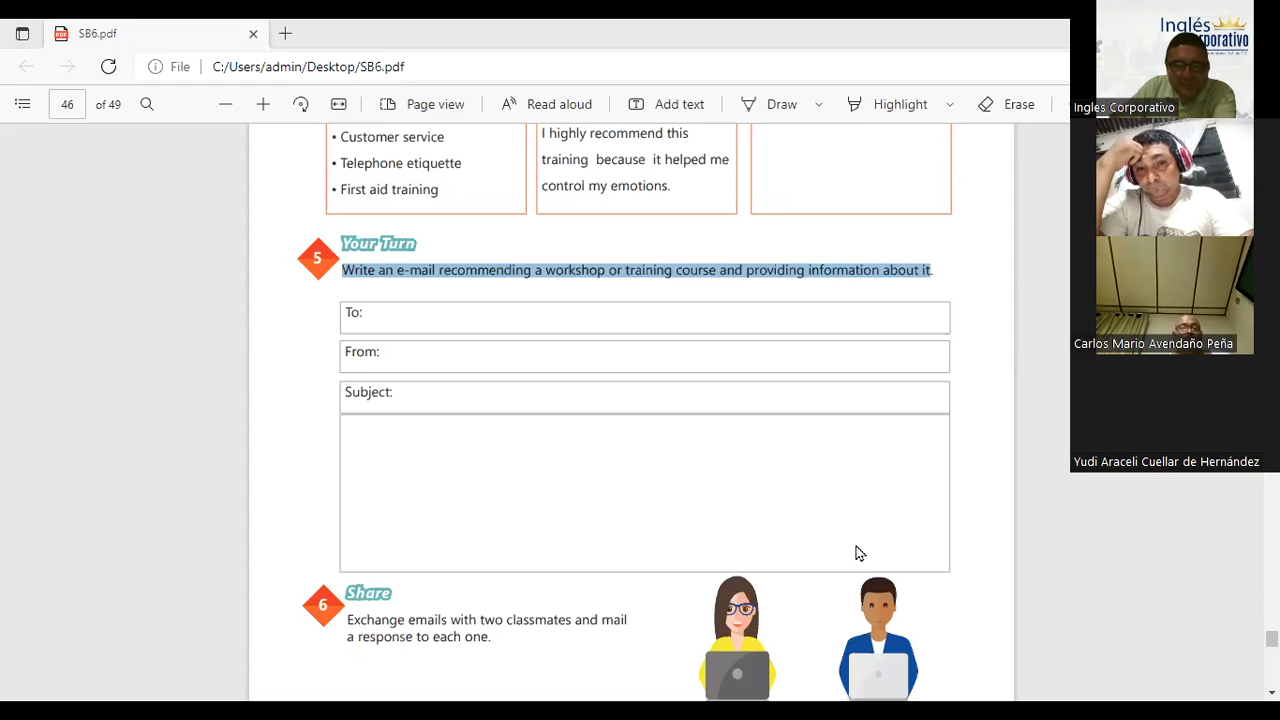 SB6.pdf
File
C:/Users/admin/Desktop/SB6.pdf
46 of 49
Page view
Read aloud
Add text
Draw
Highlight
Erase
• Customer service
• Telephone etiquette
• First aid training
I highly recommend this
training because it helped me
control my emotions.
5
Your Turn
Write an e-mail recommending a workshop or training course and providing information about it.
To:
From:
Subject:
6
Share
Exchange emails with two classmates and mail
a response to each one.
Inglés
Ingles Corporativo
Carlos Mario Avendaño Peña
Yudi Araceli Cuellar de Hernández